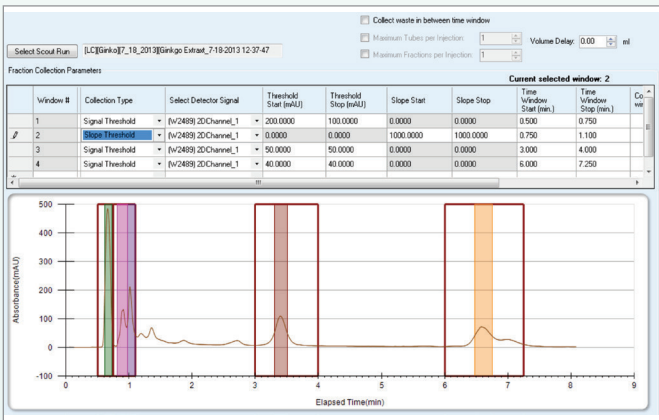 Collect waste in between time window
Maximum Tubes per Injection: 1 Volume Delay: 0.00 ml
Select Scout Run [LC][Ginko][7_18_2013][Ginkgo Extraxt_7-18-2013 12-37-47
Maximum Fractions per Injection: 1
Fraction Collection Parameters
Current selected window: 2
Window # Collection Type Select Detector Signal Threshold Start (mAU) Threshold Stop (mAU) Slope Start Slope Stop Time Window Start (min.) Time Window Stop (min.)
1 Signal Threshold (W2489) 2DChannel_1 200.0000 100.0000 0.0000 0.0000 0.500 0.750
2 Slope Threshold (W2489) 2DChannel_1 0.0000 0.0000 1000.0000 1000.0000 0.750 1.100
3 Signal Threshold (W2489) 2DChannel_1 50.0000 50.0000 0.0000 0.0000 3.000 4.000
4 Signal Threshold (W2489) 2DChannel_1 40.0000 40.0000 0.0000 0.0000 6.000 7.250
500
400
300
200
100
0
-100
Absorbance(mAU)
0 1 2 3 4 5 6 7 8 9
Elapsed Time(min)